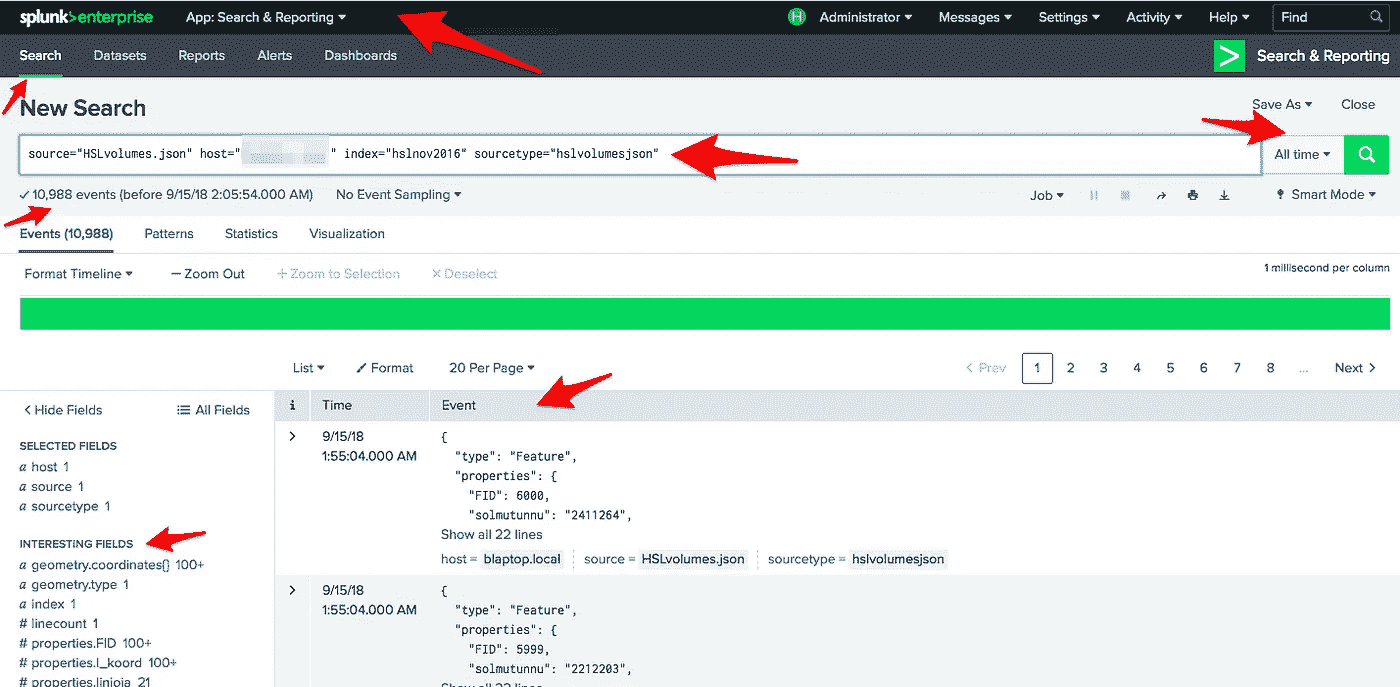 splunk>enterprise App: Search & Reporting Administrator Messages Settings Activity Help Find
Search Datasets Reports Alerts Dashboards Search & Reporting
New Search
Save As Close
source="HSLvolumes.json" host=" " index="hslnov2016" sourcetype="hslvolumesjson" All time
10,988 events (before 9/15/18 2:05:54.000 AM) No Event Sampling Job Smart Mode
Events (10,988) Patterns Statistics Visualization
Format Timeline — Zoom Out + Zoom to Selection × Deselect 1 millisecond per column
List Format 20 Per Page < Prev 1 2 3 4 5 6 7 8 ... Next >
< Hide Fields All Fields
SELECTED FIELDS
a host 1
a source 1
a sourcetype 1
INTERESTING FIELDS
a geometry.coordinates{} 100+
a geometry.type 1
a index 1
# linecount 1
# properties.FID 100+
# properties.I_koord 100+
# properties.linjoja 21
i Time Event
> 9/15/18
1:55:04.000 AM
{
"type": "Feature",
"properties": {
"FID": 6000,
"solmutunnu": "2411264",
Show all 22 lines
host = blaptop.local source = HSLvolumes.json sourcetype = hslvolumesjson
> 9/15/18
1:55:04.000 AM
{
"type": "Feature",
"properties": {
"FID": 5999,
"solmutunnu": "2212203",
Show all 22 lines